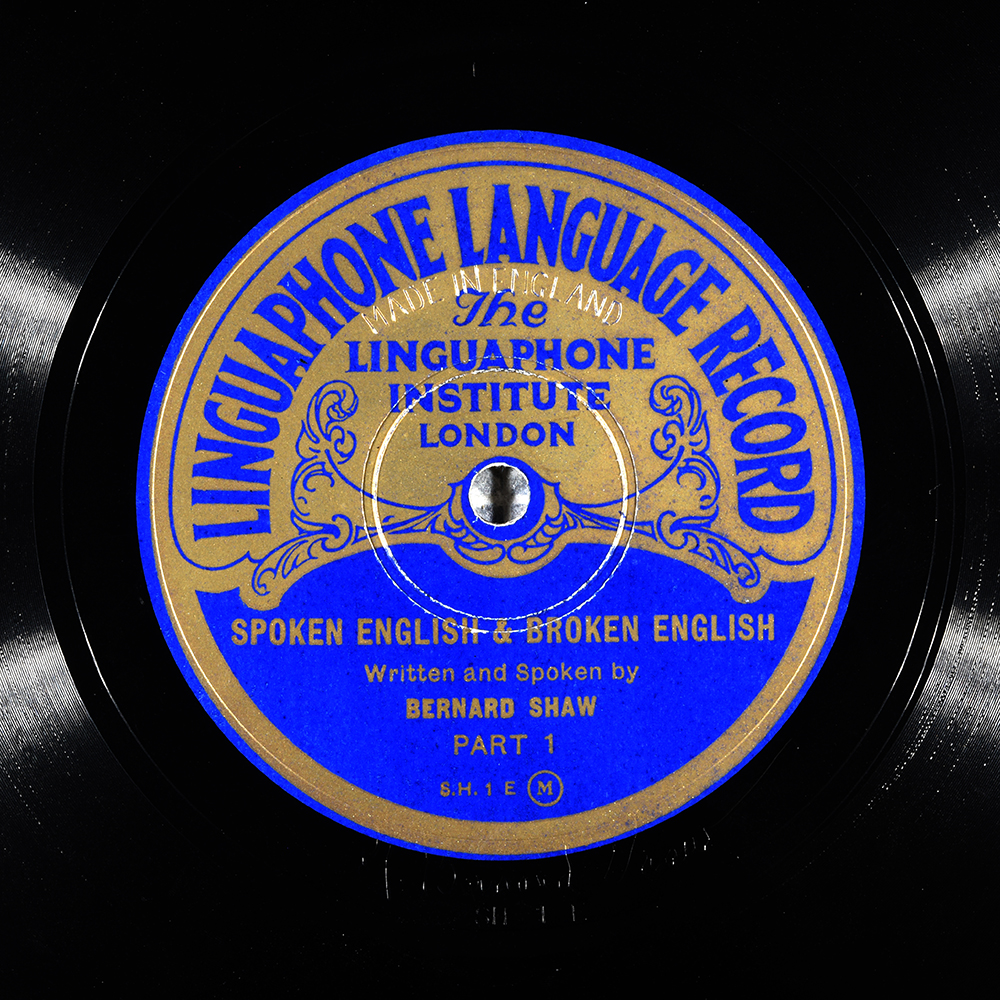 LINGUAPHONE LANGUAGE RECORD
MADE IN ENGLAND
The
LINGUAPHONE
INSTITUTE
LONDON
SPOKEN ENGLISH & BROKEN ENGLISH
Written and Spoken by
BERNARD SHAW
PART 1
S.H. 1 E M